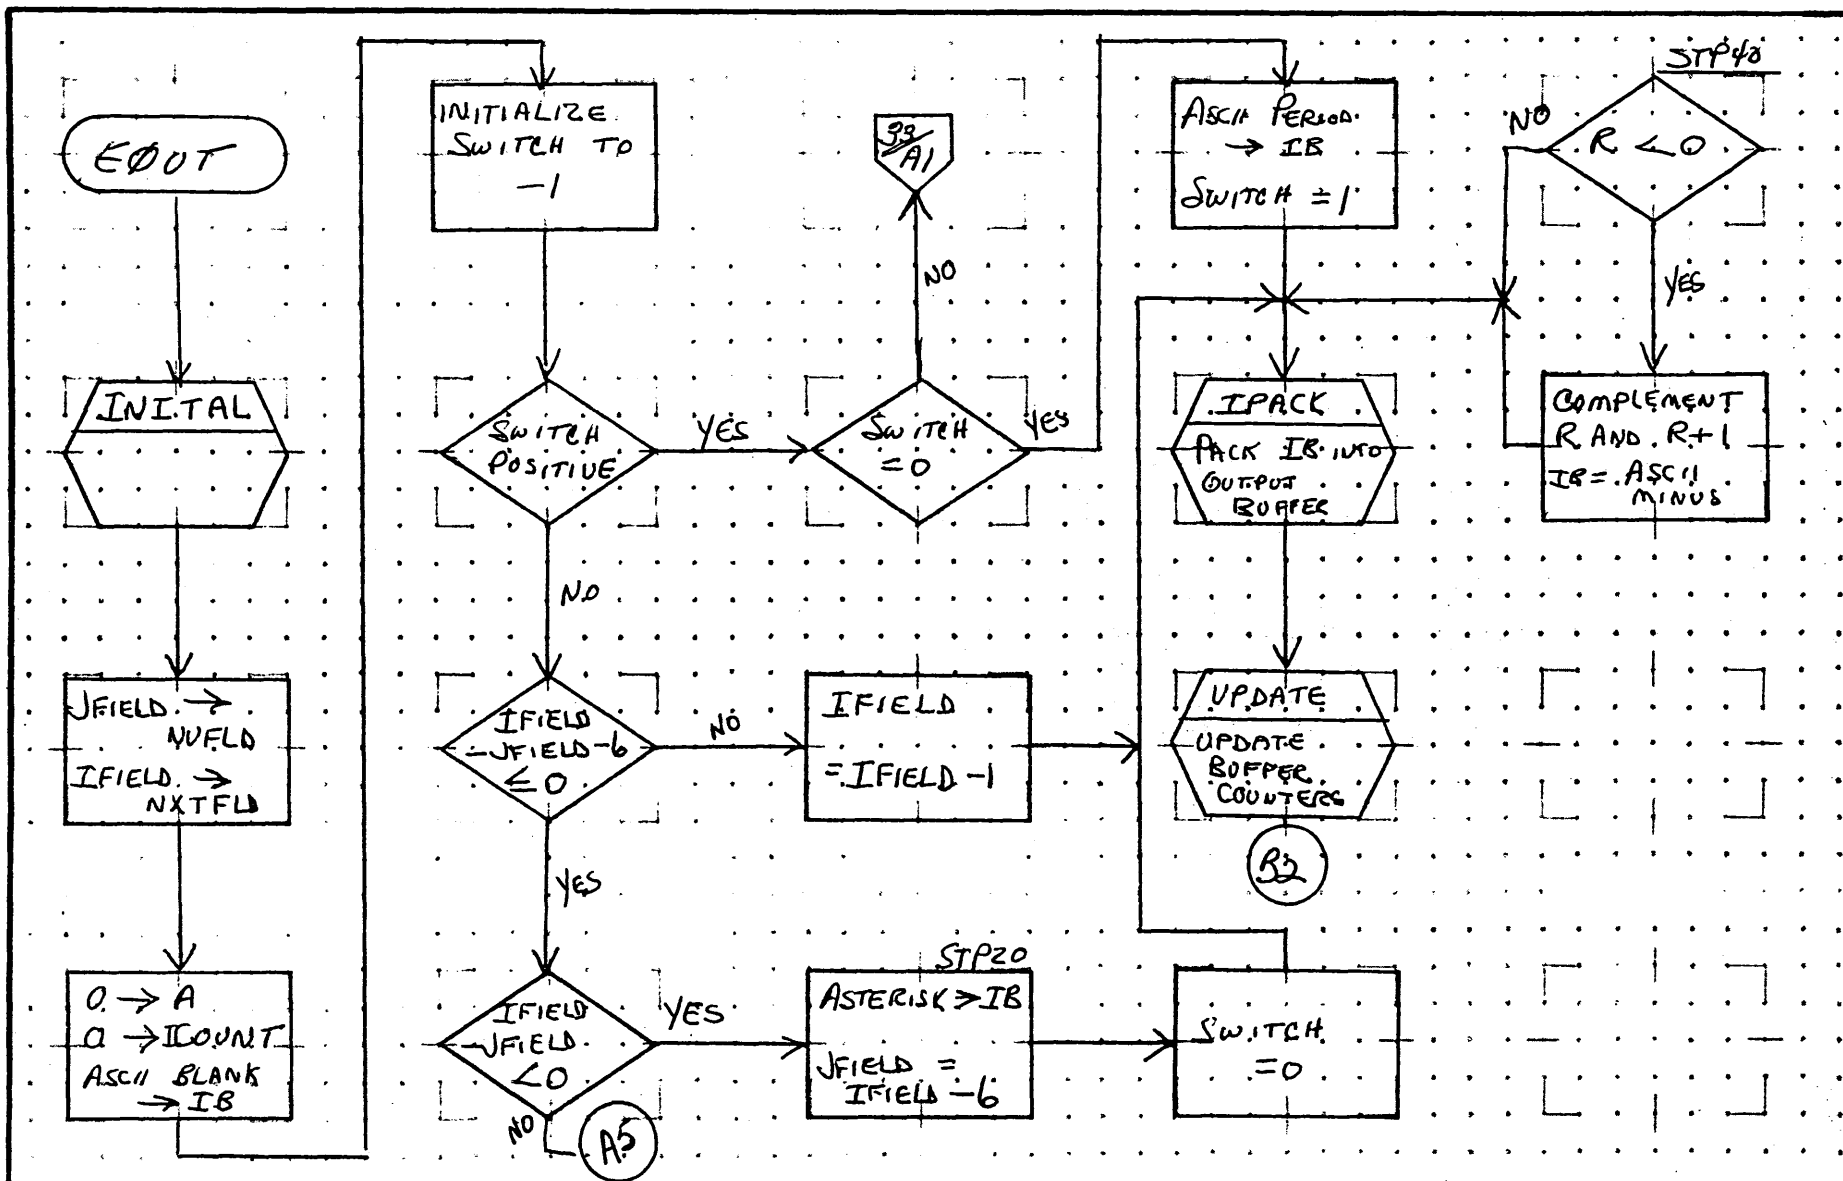 EØUT
INITAL
JFIELD →
NUFLD
IFIELD →
NXTFLD
0 → A
0 → ICOUNT
ASCII BLANK
→ IB
INITIALIZE
SWITCH TO
-1
SWITCH
POSITIVE
YES
NO
IFIELD
-JFIELD-6
≤ 0
NO
YES
IFIELD
-JFIELD
<0
YES
NO
A5
33/A1
NO
SWITCH
=0
YES
IFIELD
=IFIELD-1
STP20
ASTERISK → IB
JFIELD =
IFIELD-6
ASCII PERIOD
→ IB
SWITCH = 1
IPACK
PACK IB INTO
OUTPUT
BUFFER
UPDATE
UPDATE
BUFFER
COUNTERS
B2
SWITCH
=0
STP40
R <0
NO
YES
COMPLEMENT
R AND R+1
IB= ASCII
MINUS